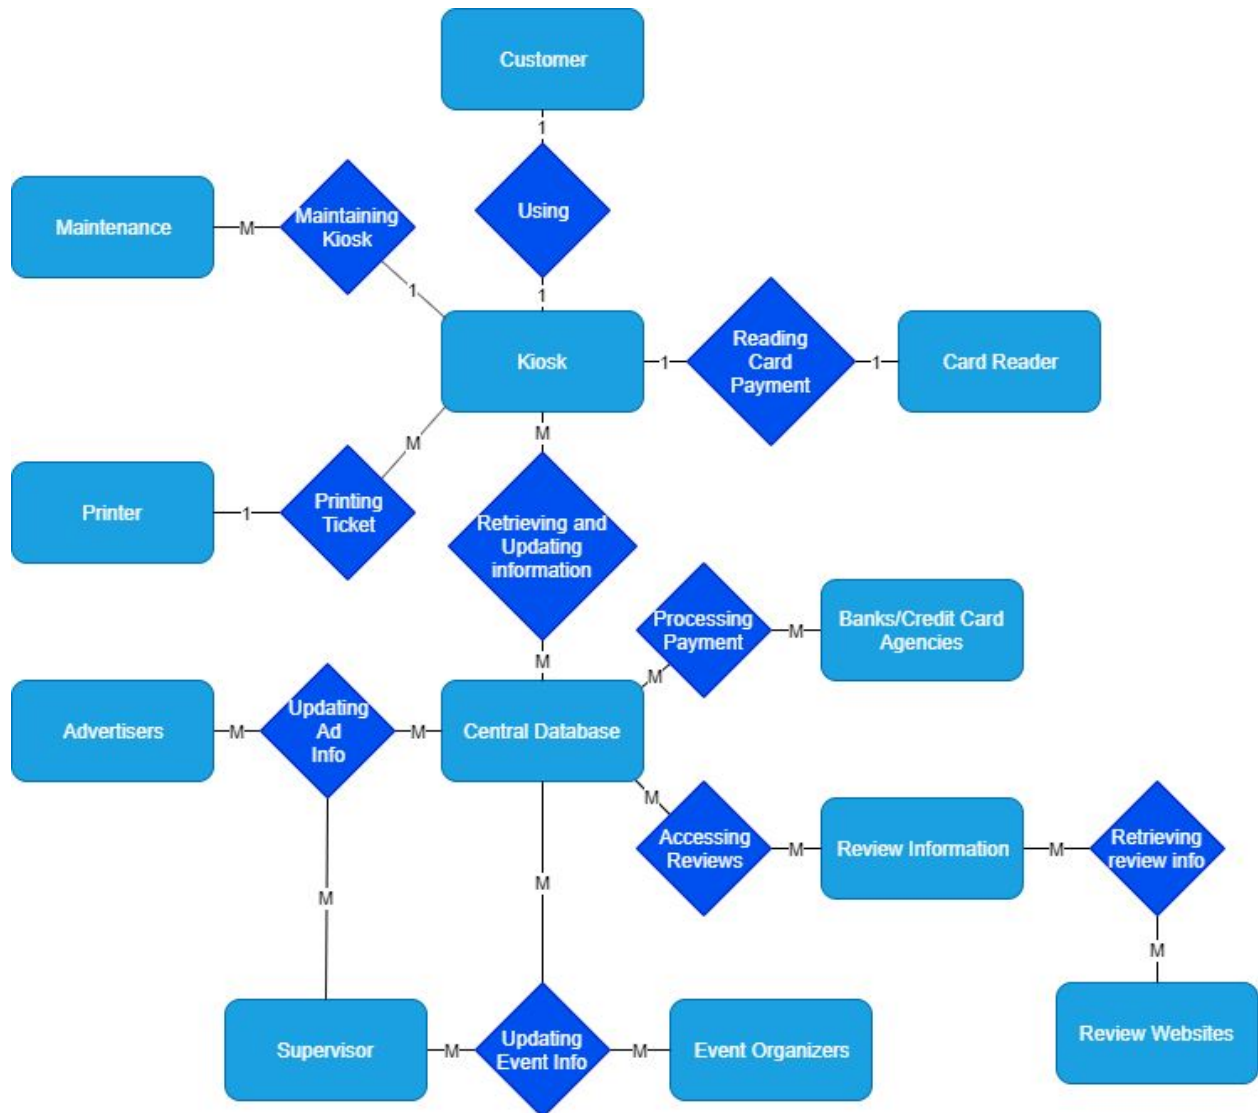 Customer
1
Maintenance
M
Maintaining
Kiosk
Using
1
1
Kiosk
1
Reading
Card
Payment
1
Card Reader
M
M
Printer
1
Printing
Ticket
Retrieving and
Updating
information
Processing
Payment
M
Banks/Credit Card
Agencies
M
M
Advertisers
M
Updating
Ad
Info
M
Central Database
M
Accessing
Reviews
M
Review Information
M
Retrieving
review info
M
M
M
Supervisor
M
Updating
Event Info
M
Event Organizers
Review Websites